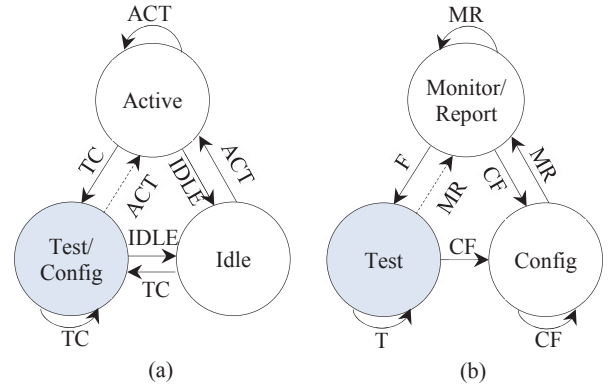 ACT
Active
TC
ACT
IDLE
ACT
Test/
Config
IDLE
TC
Idle
TC
(a)
MR
Monitor/
Report
F
MR
CF
MR
Test
CF
Config
T
CF
(b)